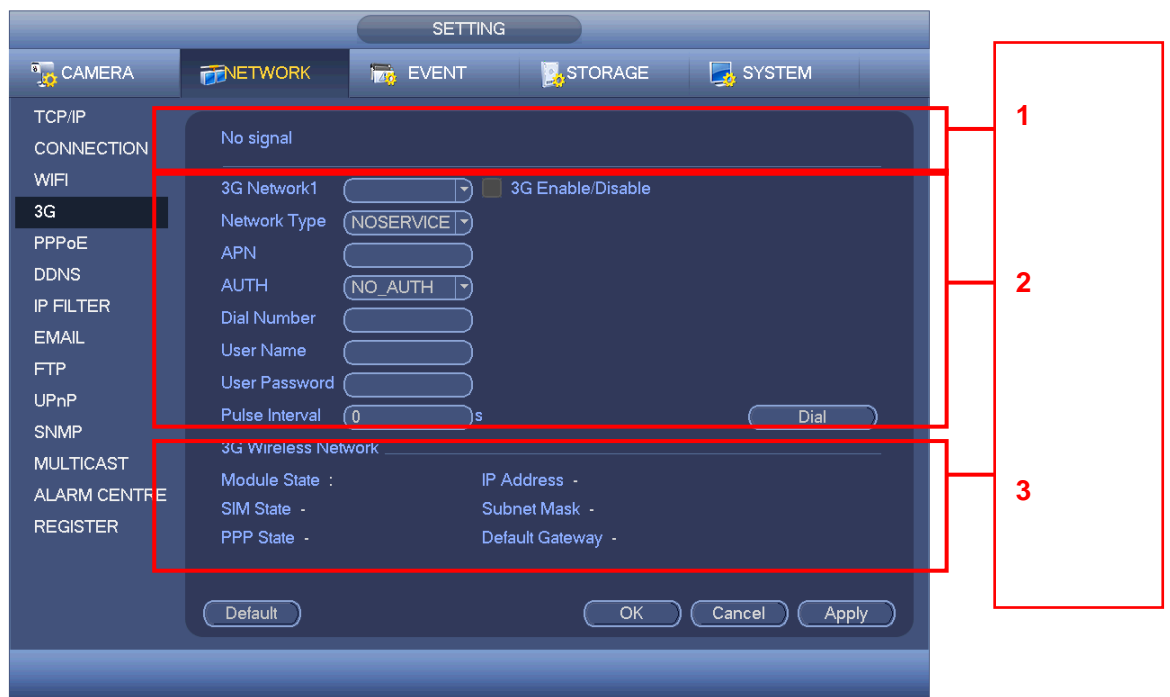 SETTING
CAMERA NETWORK EVENT STORAGE SYSTEM
TCP/IP
CONNECTION
WIFI
3G
PPPoE
DDNS
IP FILTER
EMAIL
FTP
UPnP
SNMP
MULTICAST
ALARM CENTRE
REGISTER
No signal
3G Network1 3G Enable/Disable
Network Type NOSERVICE
APN
AUTH NO_AUTH
Dial Number
User Name
User Password
Pulse Interval 0 s Dial
3G Wireless Network
Module State : IP Address -
SIM State - Subnet Mask -
PPP State - Default Gateway -
Default OK Cancel Apply
1
2
3